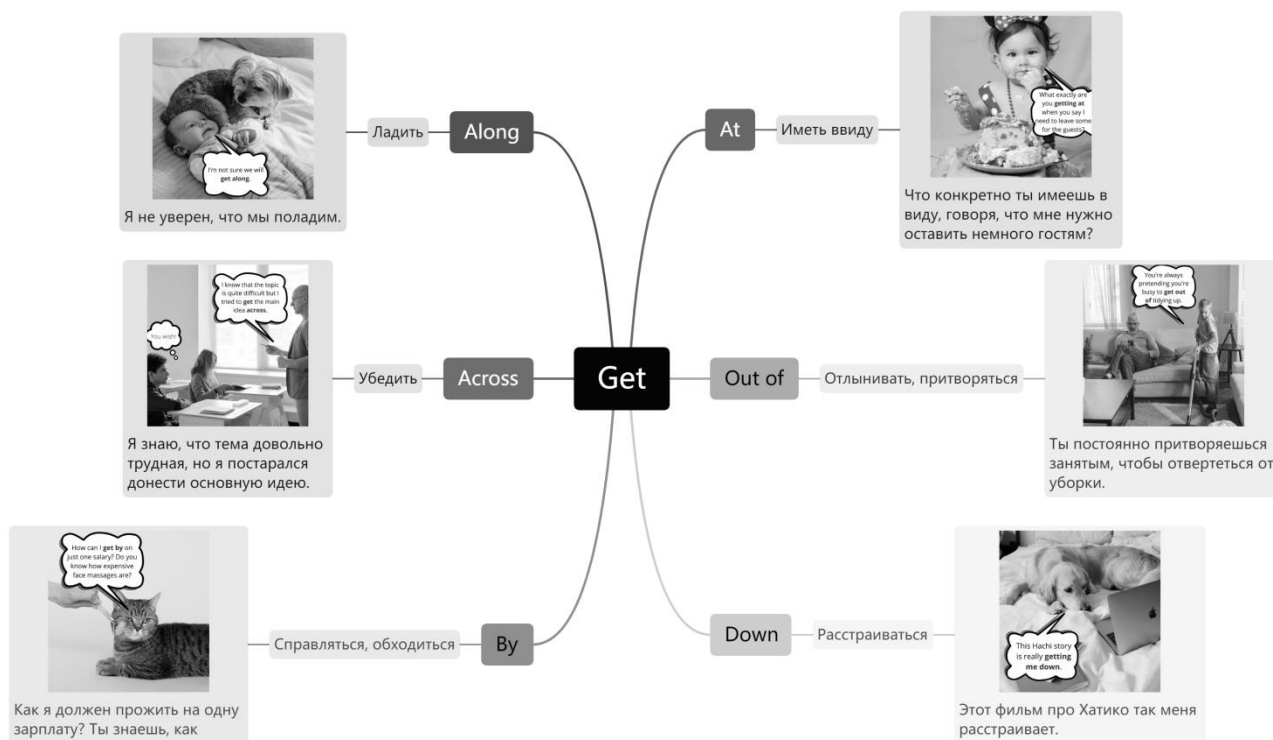 I'm not sure we will
get along.
Я не уверен, что мы поладим.
Ладить
Along
I know that the topic
is quite difficult but I
tried to get the main
idea across.
You wish!
Я знаю, что тема довольно
трудная, но я постарался
донести основную идею.
Убедить
Across
How can I get by on
just one salary? Do you
know how expensive
face massages are?
Как я должен прожить на одну
зарплату? Ты знаешь, как
Справляться, обходиться
By
Get
At
Иметь ввиду
What exactly are
you getting at
when you say I
need to leave some
for the guests?
Что конкретно ты имеешь в
виду, говоря, что мне нужно
оставить немного гостям?
Out of
Отлынивать, притворяться
You're always
pretending you're
busy to get out
of tidying up.
Ты постоянно притворяешься
занятым, чтобы отвертеться от
уборки.
Down
Расстраиваться
This Hachi story
is really getting
me down.
Этот фильм про Хатико так меня
расстраивает.